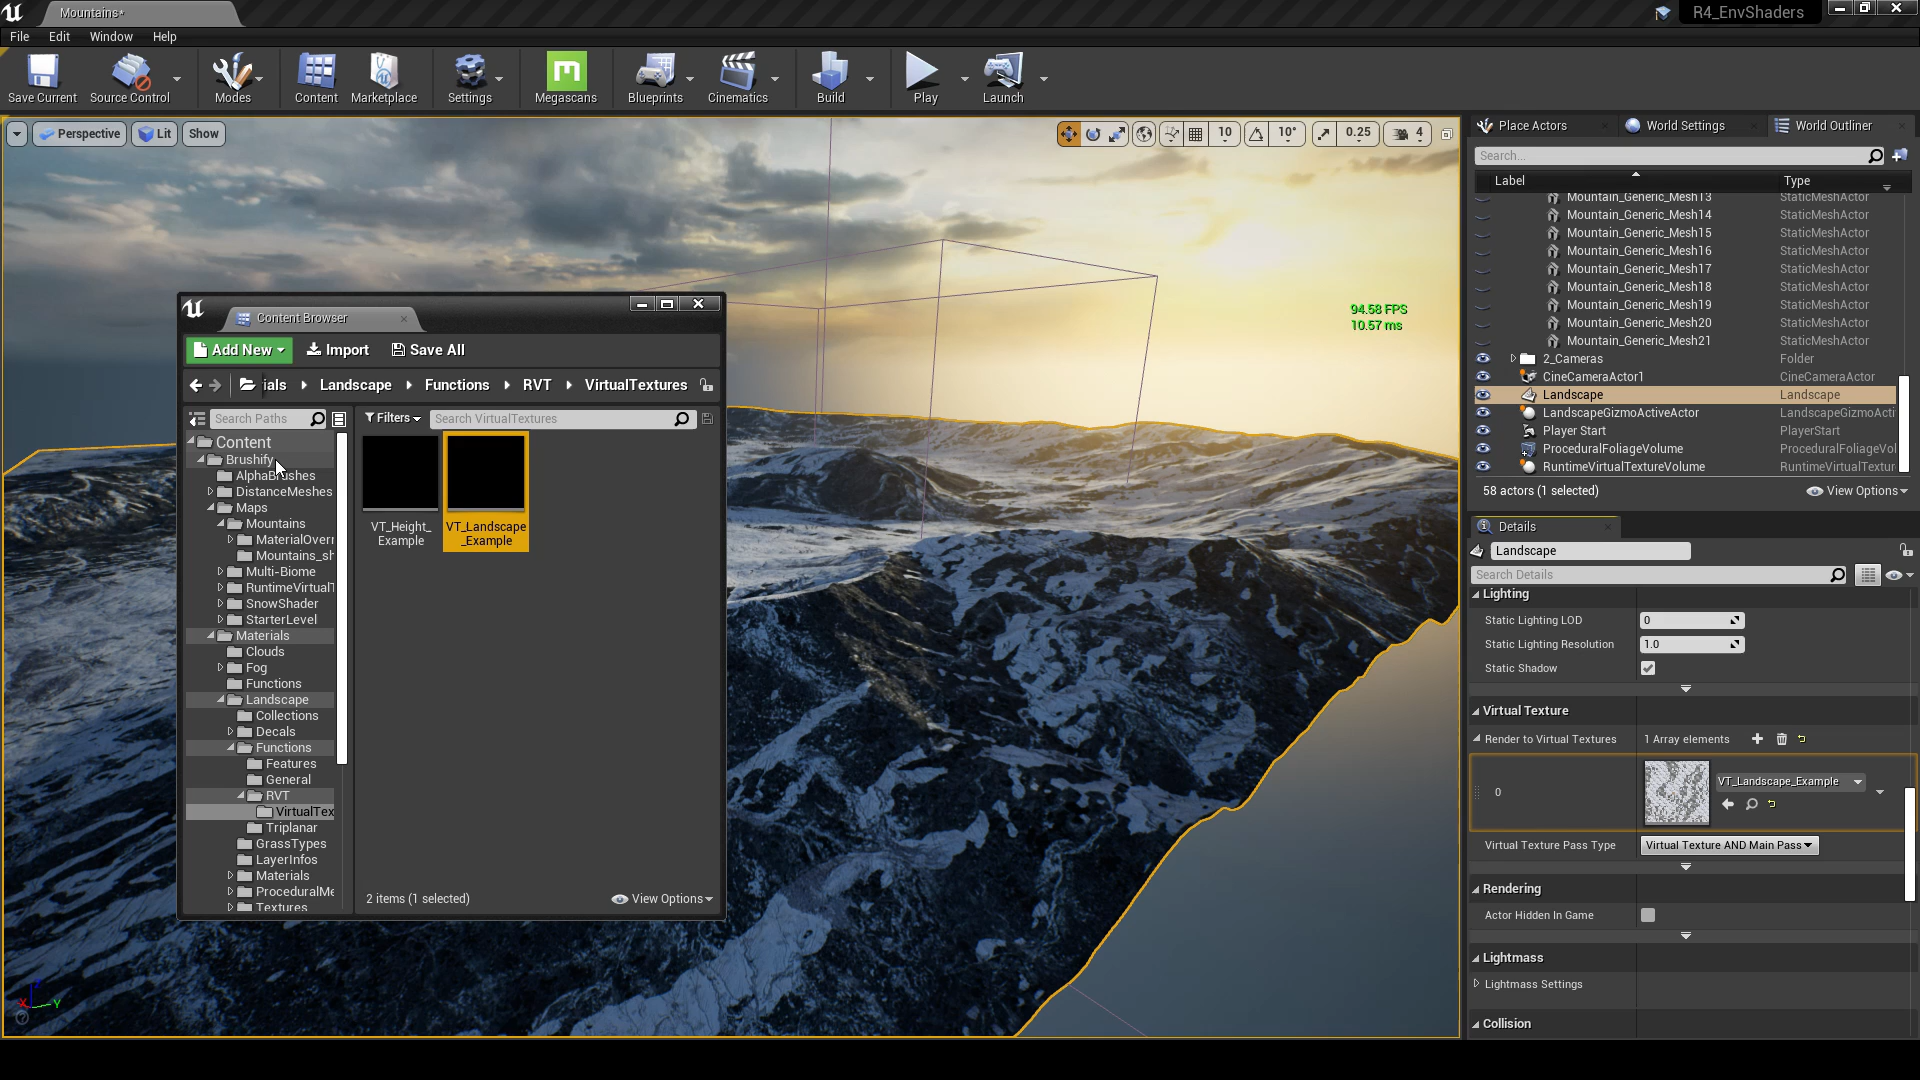 Mountains*
R4_EnvShaders
File Edit Window Help
Save Current
Source Control
Modes
Content
Marketplace
Settings
Megascans
Blueprints
Cinematics
Build
Play
Launch
Perspective
Lit
Show
10
10°
0.25
4
94.58 FPS
10.57 ms
Content Browser
Add New
Import
Save All
ials
Landscape
Functions
RVT
VirtualTextures
Search Paths
Filters
Search VirtualTextures
Content
Brushify
AlphaBrushes
DistanceMeshes
Maps
Mountains
MaterialOverr
Mountains_sh
Multi-Biome
RuntimeVirtualT
SnowShader
StarterLevel
Materials
Clouds
Fog
Functions
Landscape
Collections
Decals
Functions
Features
General
RVT
VirtualTex
Triplanar
GrassTypes
LayerInfos
Materials
ProceduralMe
Textures
VT_Height_
Example
VT_Landscape
_Example
2 items (1 selected)
View Options
Place Actors
World Settings
World Outliner
Search...
Label Type
Mountain_Generic_Mesh13 StaticMeshActor
Mountain_Generic_Mesh14 StaticMeshActor
Mountain_Generic_Mesh15 StaticMeshActor
Mountain_Generic_Mesh16 StaticMeshActor
Mountain_Generic_Mesh17 StaticMeshActor
Mountain_Generic_Mesh18 StaticMeshActor
Mountain_Generic_Mesh19 StaticMeshActor
Mountain_Generic_Mesh20 StaticMeshActor
Mountain_Generic_Mesh21 StaticMeshActor
2_Cameras Folder
CineCameraActor1 CineCameraActor
Landscape Landscape
LandscapeGizmoActiveActor LandscapeGizmoActi
Player Start PlayerStart
ProceduralFoliageVolume ProceduralFoliageVol
RuntimeVirtualTextureVolume RuntimeVirtualTextur
58 actors (1 selected)
View Options
Details
Landscape
Search Details
Lighting
Static Lighting LOD 0
Static Lighting Resolution 1.0
Static Shadow
Virtual Texture
Render to Virtual Textures 1 Array elements
0
VT_Landscape_Example
Virtual Texture Pass Type Virtual Texture AND Main Pass
Rendering
Actor Hidden In Game
Lightmass
Lightmass Settings
Collision
X
Y
Z